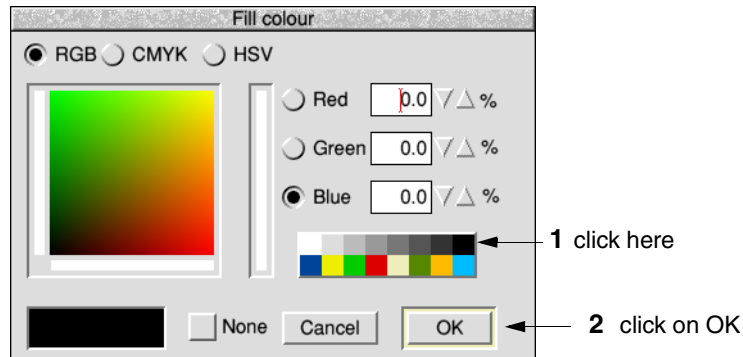 Fill colour
RGB CMYK HSV
Red 0.0 %
Green 0.0 %
Blue 0.0 %
1 click here
None Cancel OK
2 click on OK